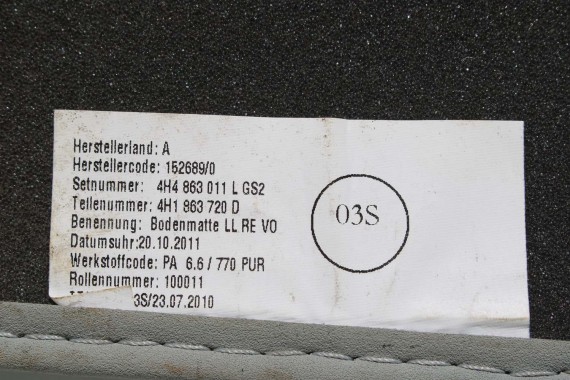 Herstellerland: A
Herstellercode: 152689/0
Setnummer: 4H4 863 011 L GS2
Teilenummer: 4H1 863 720 D
Benennung: Bodenmatte LL RE VO
Datumsuhr:20.10.2011
Werkstoffcode: PA 6.6 / 770 PUR
Rollennummer: 100011
3S/23.07.2010
03S